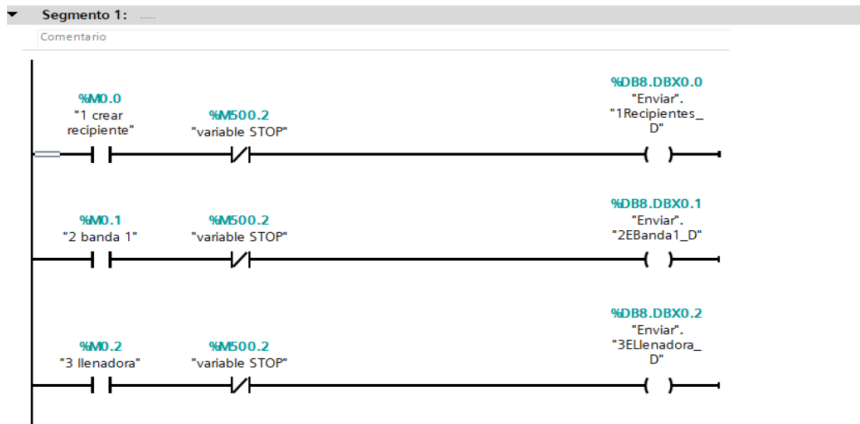 Segmento 1: .....
Comentario
%M0.0
"1 crear
recipiente"
%M500.2
"variable STOP"
%DB8.DBX0.0
"Enviar".
"1Recipientes_
D"
%M0.1
"2 banda 1"
%M500.2
"variable STOP"
%DB8.DBX0.1
"Enviar".
"2EBanda1_D"
%M0.2
"3 llenadora"
%M500.2
"variable STOP"
%DB8.DBX0.2
"Enviar".
"3ELlenadora_
D"